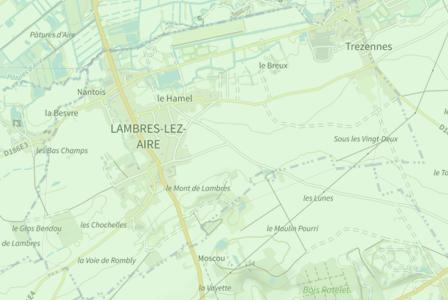 Pâtures d'Aire
Trezennes
le Breux
Nantois
le Hamel
la Besvre
LAMBRES-LEZ-
AIRE
D186E3
les Bas Champs
Sous les Vingt-Deux
le Mont de Lambres
les Lunes
le Gros Bendou
de Lambres
les Chochelles
le Moulin Pourri
la Voie de Rombly
Moscou
la Vayette
Bois Ratelet